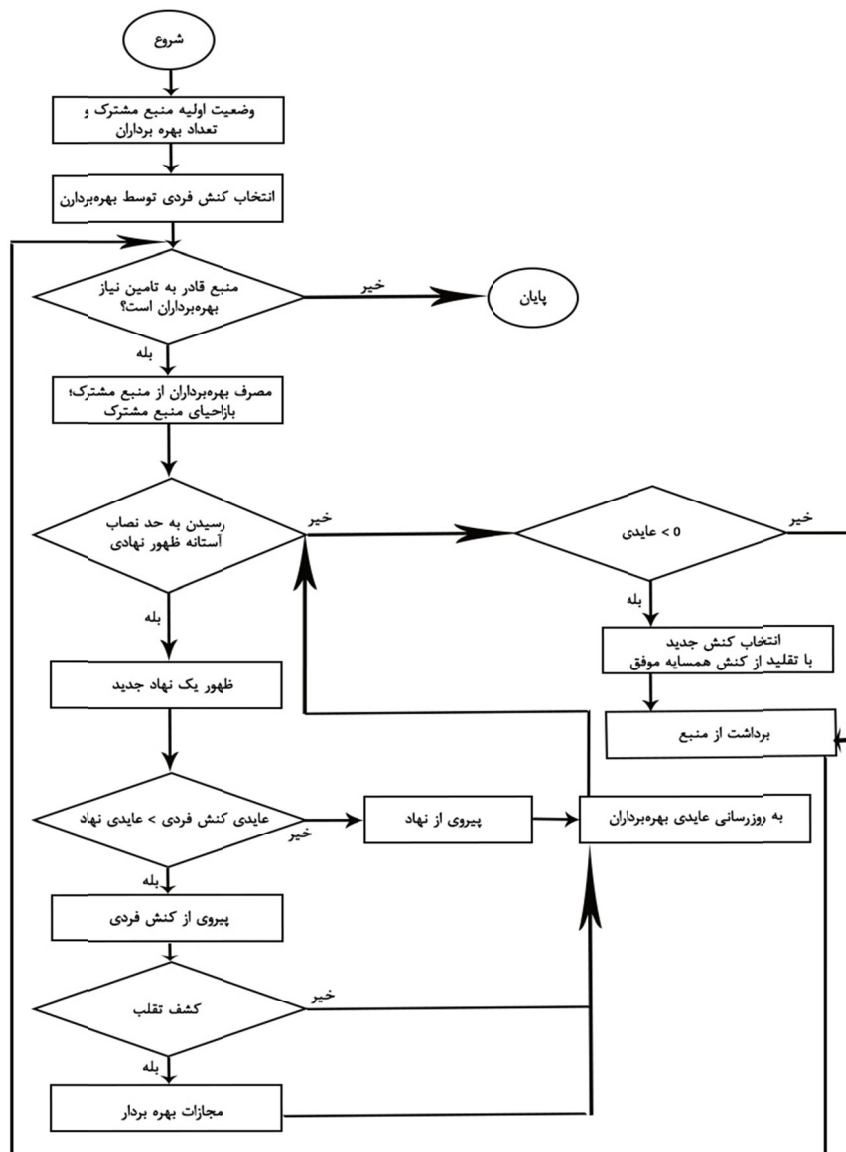 شروع
وضعیت اولیه منبع مشترک و
تعداد بهره برداران
انتخاب کنش فردی توسط بهره‌بردارن
منبع قادر به تامین نیاز
بهره‌برداران است؟
خیر
پایان
بله
مصرف بهره‌برداران از منبع مشترک؛
بازاحیای منبع مشترک
رسیدن به حد نصاب
آستانه ظهور نهادی
خیر
عایدی > 0
خیر
بله
بله
انتخاب کنش جدید
با تقلید از کنش همسایه موفق
ظهور یک نهاد جدید
برداشت از منبع
عایدی کنش فردی > عایدی نهاد
خیر
پیروی از نهاد
به روزرسانی عایدی بهره‌برداران
بله
پیروی از کنش فردی
کشف تقلب
خیر
بله
مجازات بهره بردار